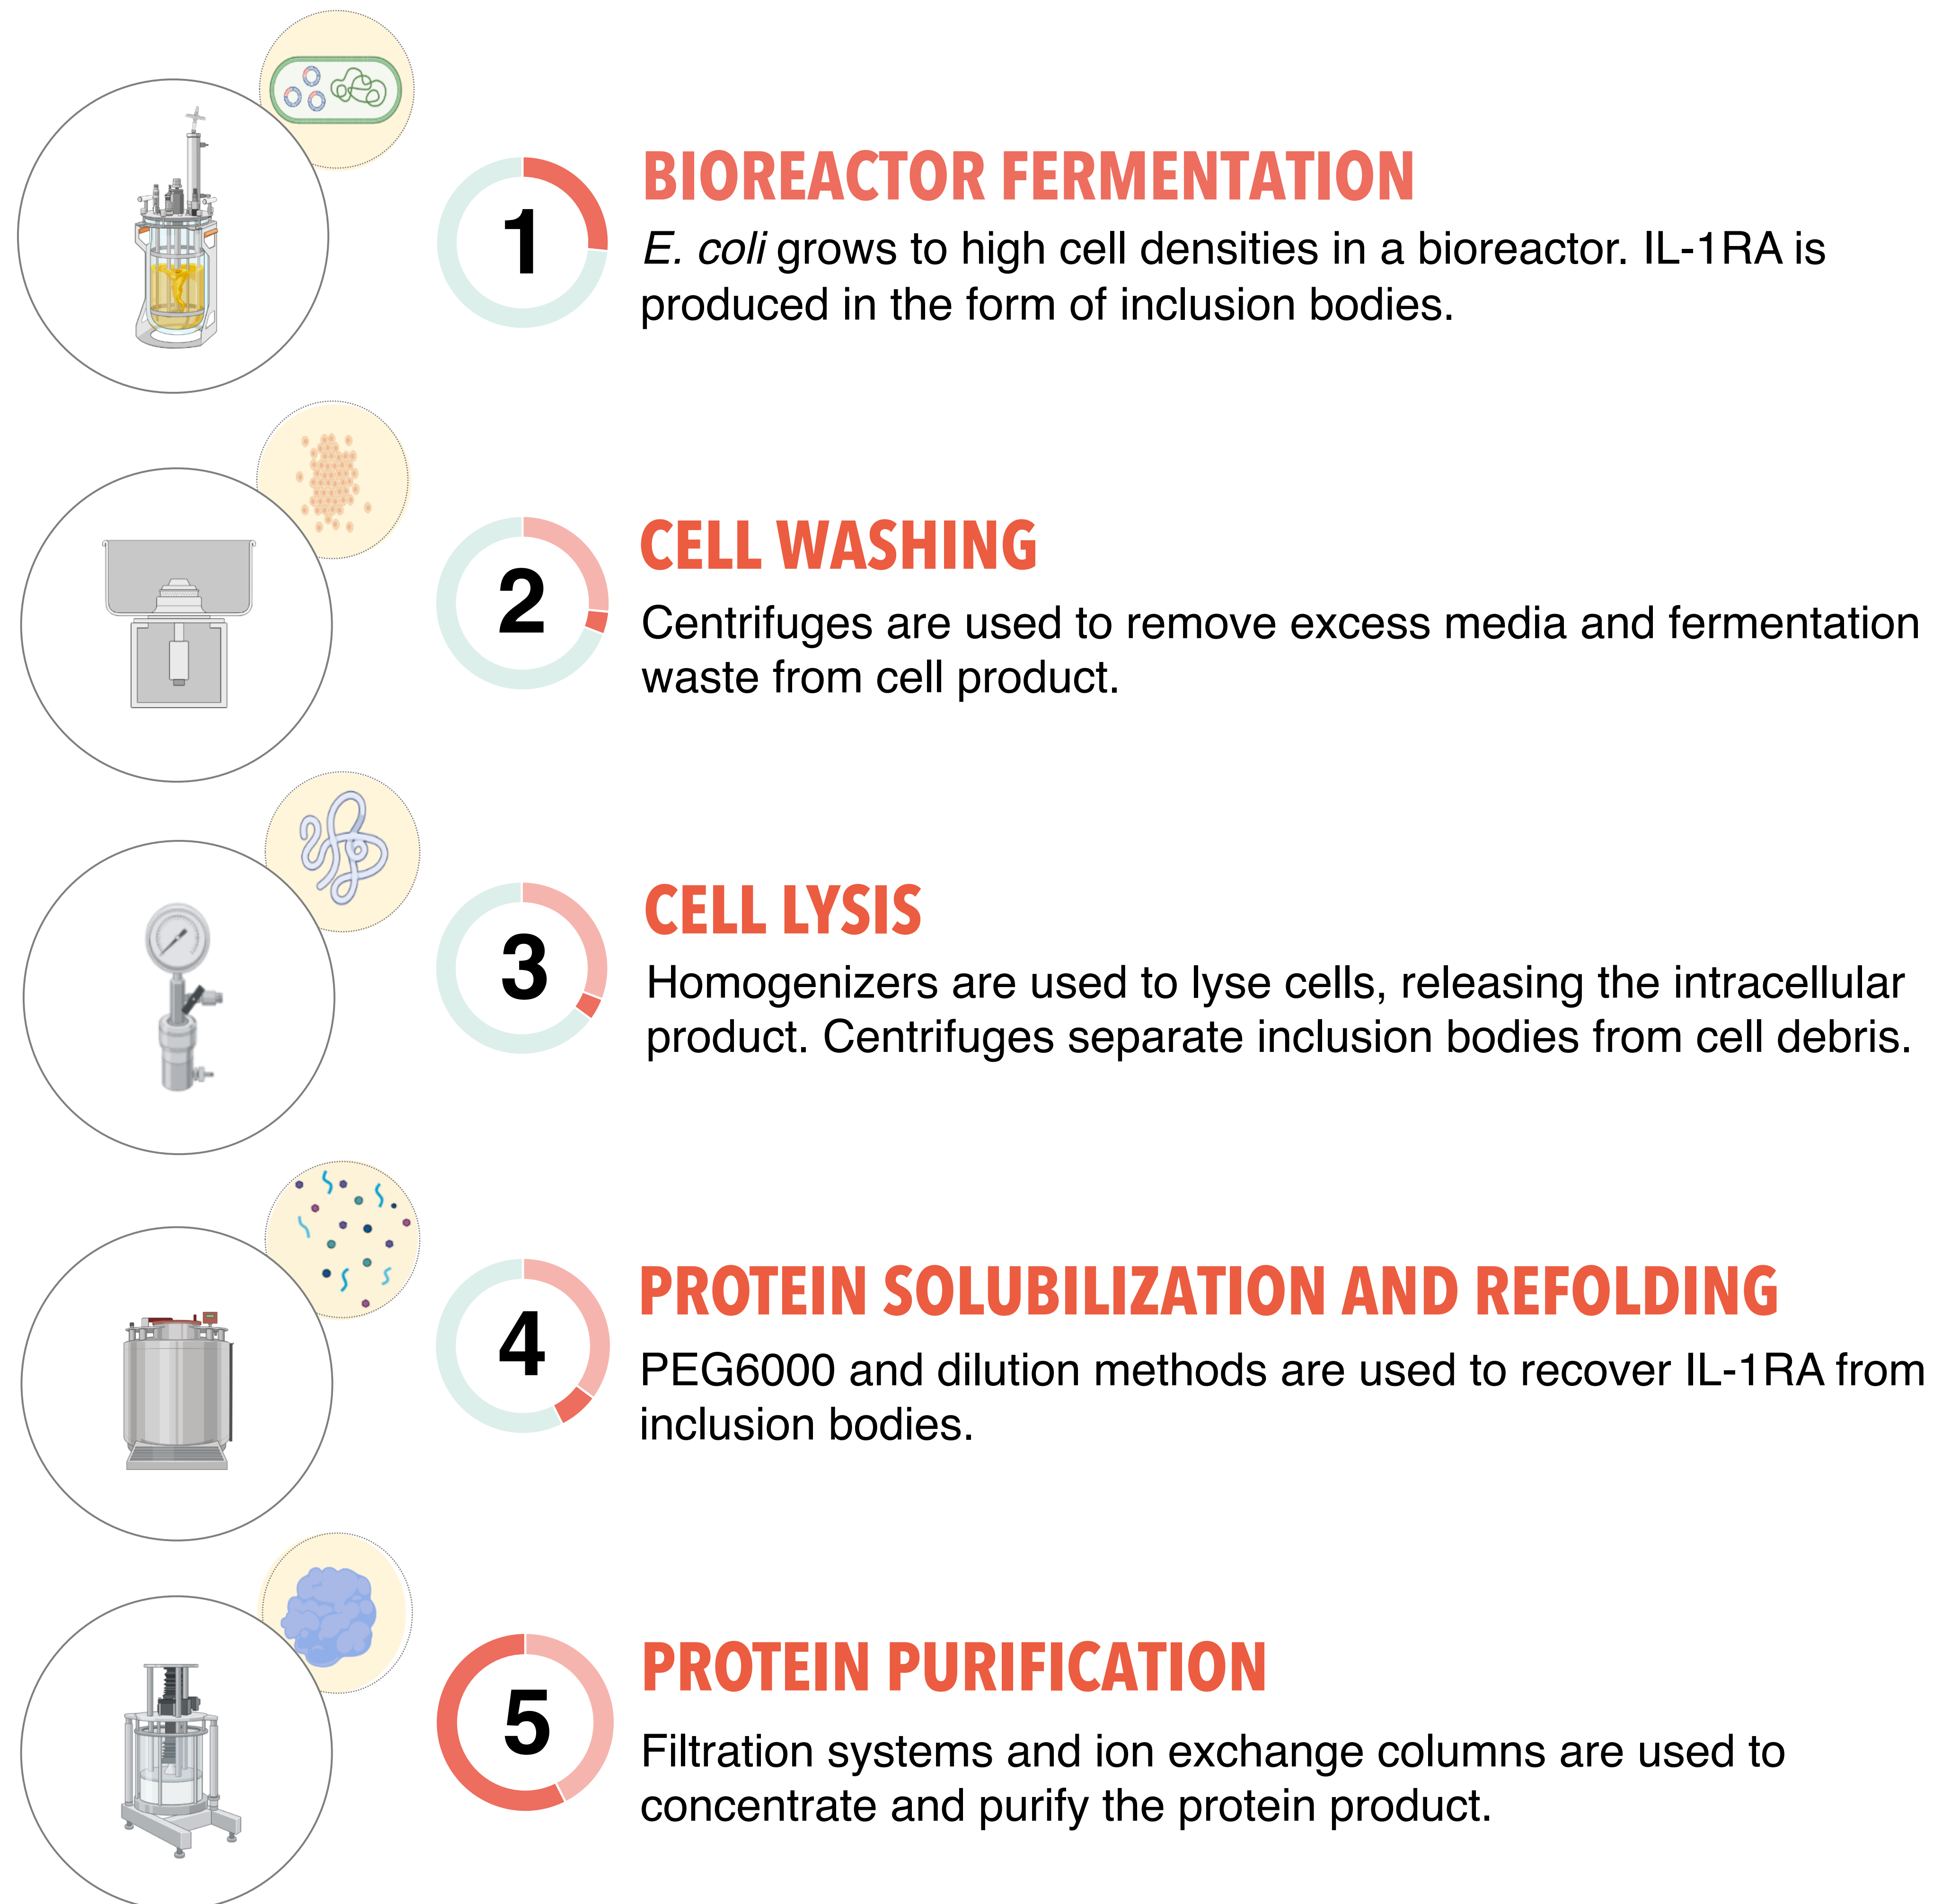 1
BIOREACTOR FERMENTATION
E. coli grows to high cell densities in a bioreactor. IL-1RA is
produced in the form of inclusion bodies.
2
CELL WASHING
Centrifuges are used to remove excess media and fermentation
waste from cell product.
3
CELL LYSIS
Homogenizers are used to lyse cells, releasing the intracellular
product. Centrifuges separate inclusion bodies from cell debris.
4
PROTEIN SOLUBILIZATION AND REFOLDING
PEG6000 and dilution methods are used to recover IL-1RA from
inclusion bodies.
5
PROTEIN PURIFICATION
Filtration systems and ion exchange columns are used to
concentrate and purify the protein product.